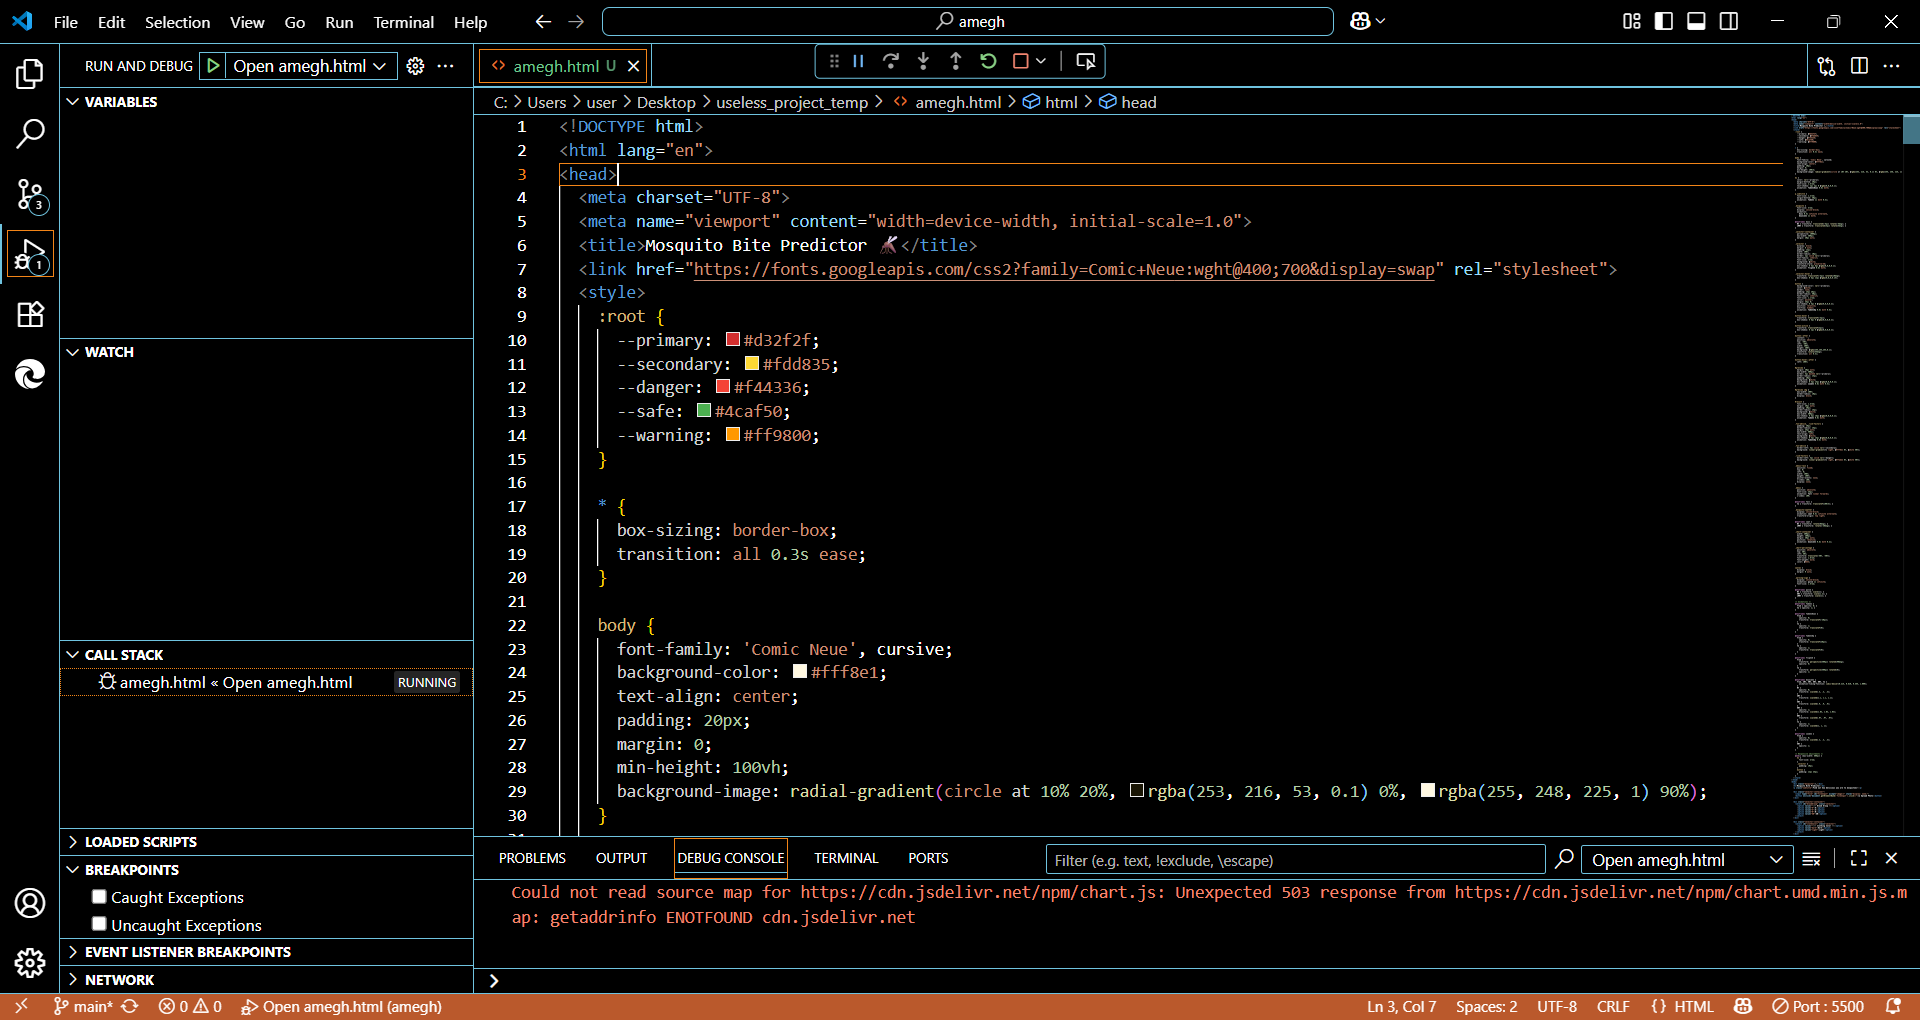 File Edit Selection View Go Run Terminal Help
amegh
RUN AND DEBUG Open amegh.html
VARIABLES
WATCH
CALL STACK
amegh.html « Open amegh.html RUNNING
LOADED SCRIPTS
BREAKPOINTS
Caught Exceptions
Uncaught Exceptions
EVENT LISTENER BREAKPOINTS
NETWORK
3
1
<> amegh.html U
C: > Users > user > Desktop > useless_project_temp > <> amegh.html > html > head
1 <!DOCTYPE html>
2 <html lang="en">
3 <head>
4 <meta charset="UTF-8">
5 <meta name="viewport" content="width=device-width, initial-scale=1.0">
6 <title>Mosquito Bite Predictor 🦟</title>
7 <link href="https://fonts.googleapis.com/css2?family=Comic+Neue:wght@400;700&display=swap" rel="stylesheet">
8 <style>
9 :root {
10 --primary: #d32f2f;
11 --secondary: #fdd835;
12 --danger: #f44336;
13 --safe: #4caf50;
14 --warning: #ff9800;
15 }
16
17 * {
18 box-sizing: border-box;
19 transition: all 0.3s ease;
20 }
21
22 body {
23 font-family: 'Comic Neue', cursive;
24 background-color: #fff8e1;
25 text-align: center;
26 padding: 20px;
27 margin: 0;
28 min-height: 100vh;
29 background-image: radial-gradient(circle at 10% 20%, rgba(253, 216, 53, 0.1) 0%, rgba(255, 248, 225, 1) 90%);
30 }
PROBLEMS OUTPUT DEBUG CONSOLE TERMINAL PORTS
Filter (e.g. text, !exclude, \escape)
Open amegh.html
Could not read source map for https://cdn.jsdelivr.net/npm/chart.js: Unexpected 503 response from https://cdn.jsdelivr.net/npm/chart.umd.min.js.m
ap: getaddrinfo ENOTFOUND cdn.jsdelivr.net
main* 0 0 Open amegh.html (amegh)
Ln 3, Col 7 Spaces: 2 UTF-8 CRLF {} HTML Port : 5500